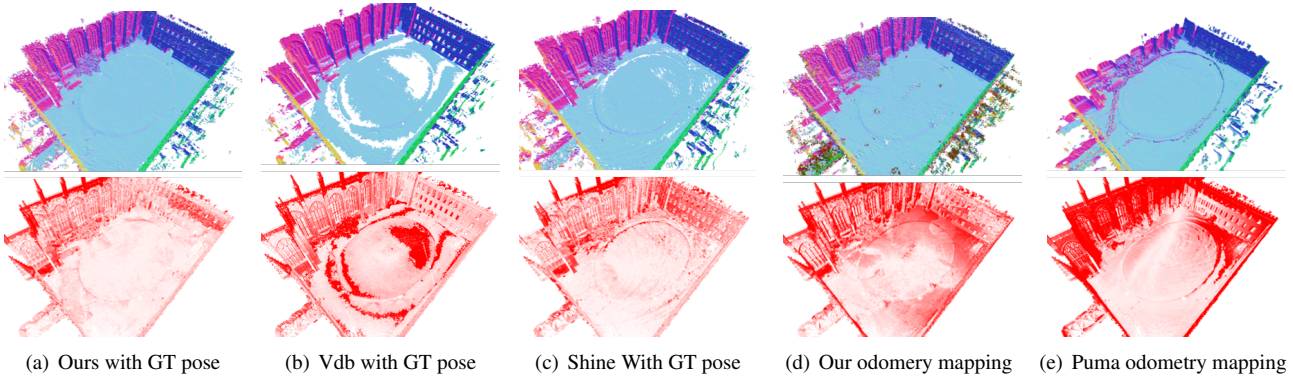 (a) Ours with GT pose
(b) Vdb with GT pose
(c) Shine With GT pose
(d) Our odomery mapping
(e) Puma odometry mapping